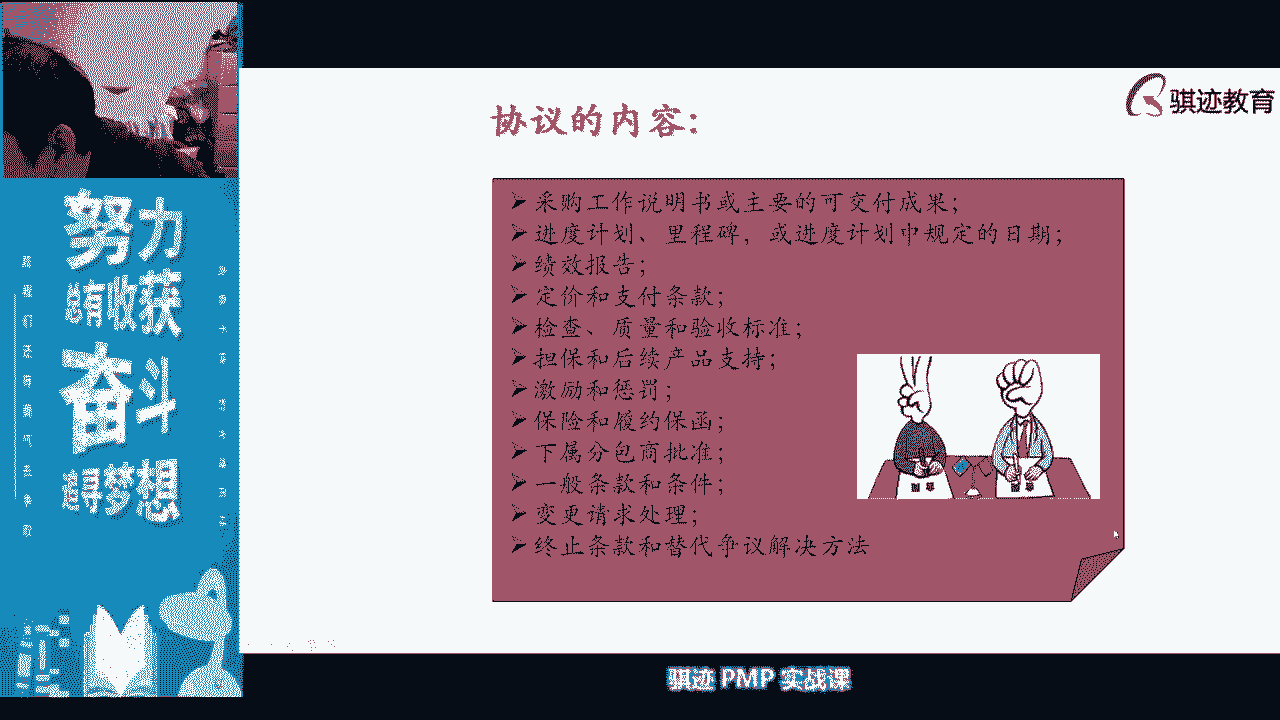 骐迹教育
协议的内容：
➢采购工作说明书或主要的可交付成果；
➢进度计划、里程碑，或进度计划中规定的日期；
➢绩效报告；
➢定价和支付条款；
➢检查、质量和验收标准；
➢担保和后续产品支持；
➢激励和惩罚；
➢保险和履约保函；
➢下属分包商批准；
➢一般条款和条件；
➢变更请求处理；
➢终止条款和替代争议解决方法
努力
总有收获
奋斗
追寻梦想
骐迹 PMP 实战课